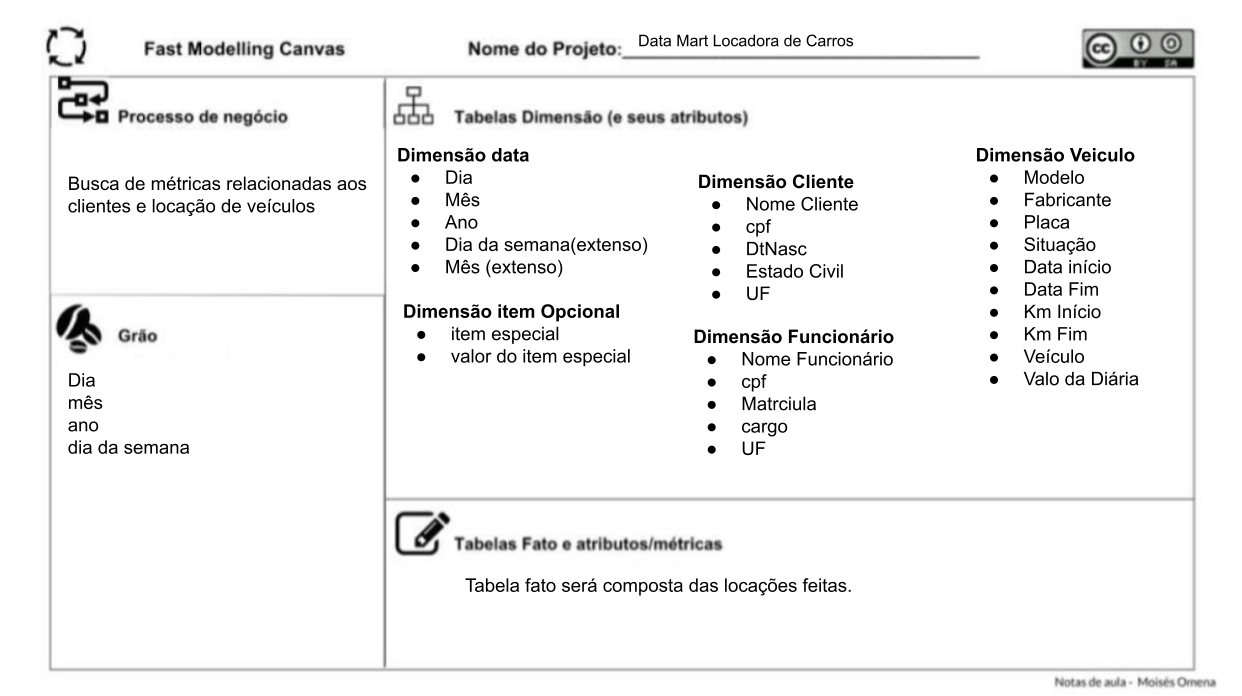 Fast Modelling Canvas
Nome do Projeto: Data Mart Locadora de Carros
cc BY SA
Processo de negócio
Busca de métricas relacionadas aos
clientes e locação de veículos
Grão
Dia
mês
ano
dia da semana
Tabelas Dimensão (e seus atributos)
Dimensão data
● Dia
● Mês
● Ano
● Dia da semana(extenso)
● Mês (extenso)
Dimensão item Opcional
● item especial
● valor do item especial
Dimensão Cliente
● Nome Cliente
● cpf
● DtNasc
● Estado Civil
● UF
Dimensão Funcionário
● Nome Funcionário
● cpf
● Matrciula
● cargo
● UF
Dimensão Veiculo
● Modelo
● Fabricante
● Placa
● Situação
● Data início
● Data Fim
● Km Início
● Km Fim
● Veículo
● Valo da Diária
Tabelas Fato e atributos/métricas
Tabela fato será composta das locações feitas.
Notas de aula - Moisés Omena